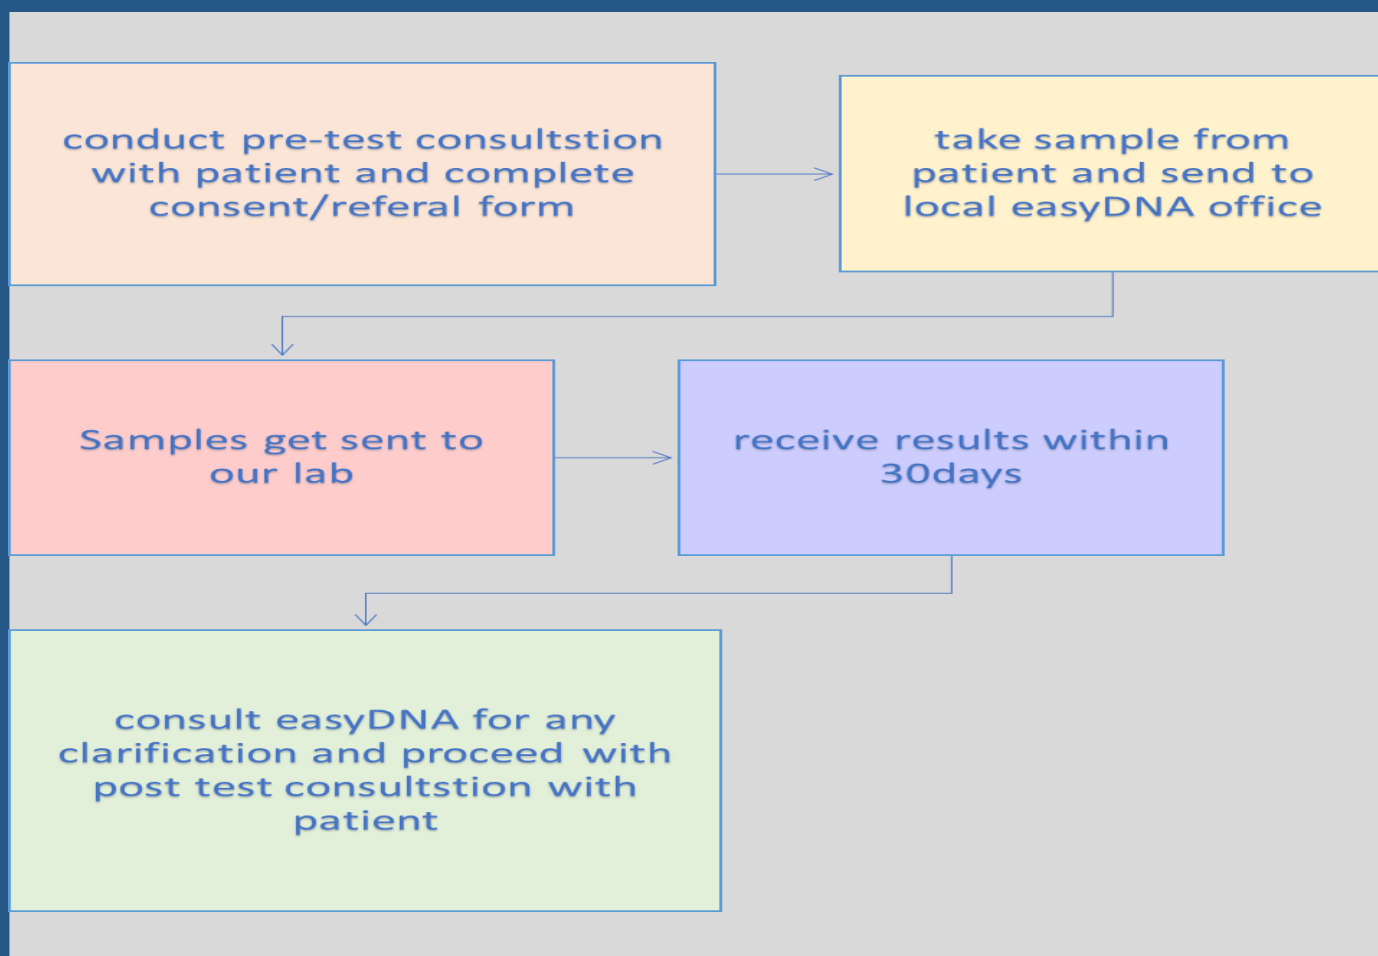 conduct pre-test consultstion
with patient and complete
consent/referal form
take sample from
patient and send to
local easyDNA office
Samples get sent to
our lab
receive results within
30days
consult easyDNA for any
clarification and proceed with
post test consultstion with
patient